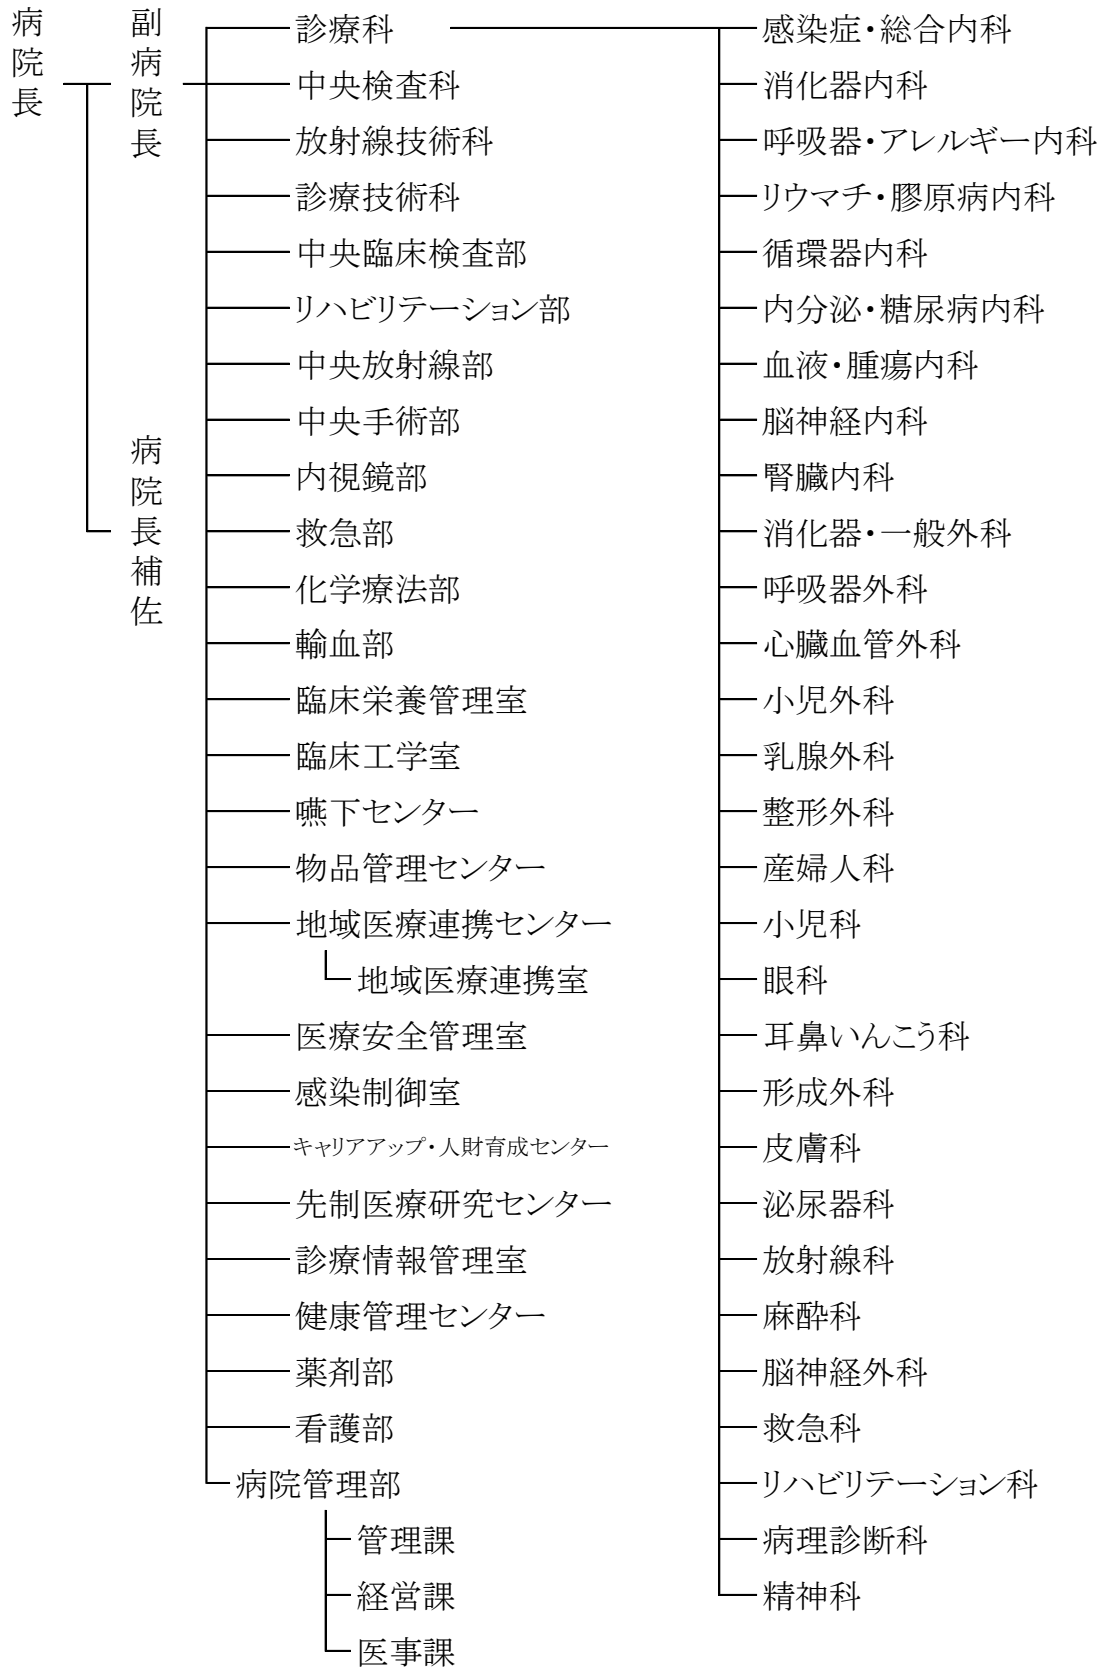 病院長
副病院長
病院長補佐
診療科
中央検査科
放射線技術科
診療技術科
中央臨床検査部
リハビリテーション部
中央放射線部
中央手術部
内視鏡部
救急部
化学療法部
輸血部
臨床栄養管理室
臨床工学室
嚥下センター
物品管理センター
地域医療連携センター
地域医療連携室
医療安全管理室
感染制御室
キャリアアップ・人財育成センター
先制医療研究センター
診療情報管理室
健康管理センター
薬剤部
看護部
病院管理部
管理課
経営課
医事課
感染症・総合内科
消化器内科
呼吸器・アレルギー内科
リウマチ・膠原病内科
循環器内科
内分泌・糖尿病内科
血液・腫瘍内科
脳神経内科
腎臓内科
消化器・一般外科
呼吸器外科
心臓血管外科
小児外科
乳腺外科
整形外科
産婦人科
小児科
眼科
耳鼻いんこう科
形成外科
皮膚科
泌尿器科
放射線科
麻酔科
脳神経外科
救急科
リハビリテーション科
病理診断科
精神科